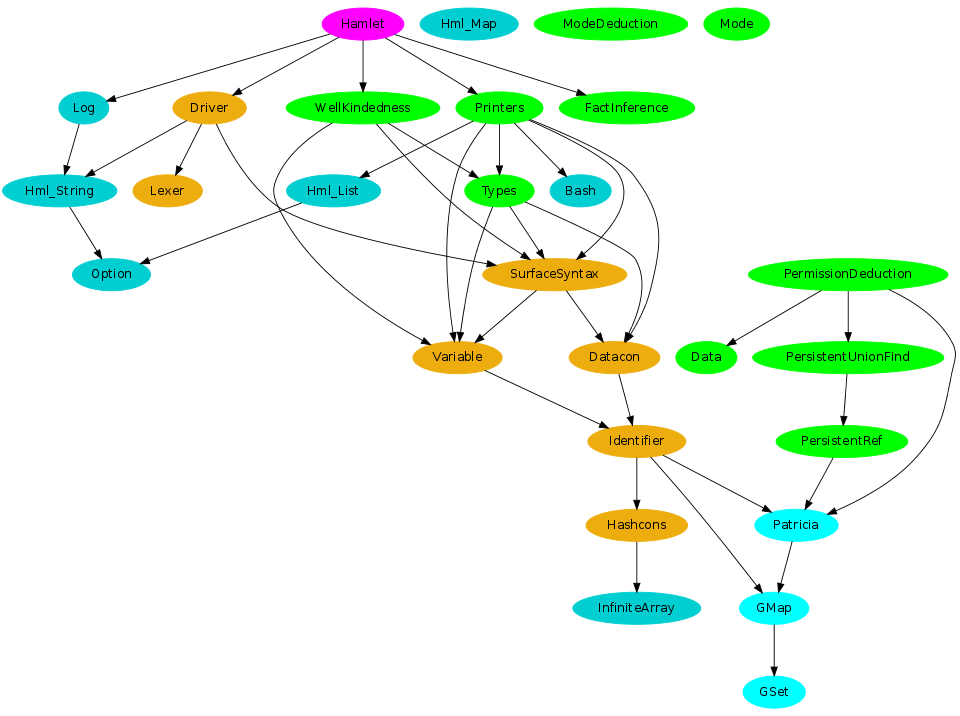 Hamlet
Hml_Map
ModeDeduction
Mode
Log
Driver
WellKindedness
Printers
FactInference
Hml_String
Lexer
Hml_List
Types
Bash
Option
SurfaceSyntax
PermissionDeduction
Variable
Datacon
Data
PersistentUnionFind
Identifier
PersistentRef
Hashcons
Patricia
InfiniteArray
GMap
GSet